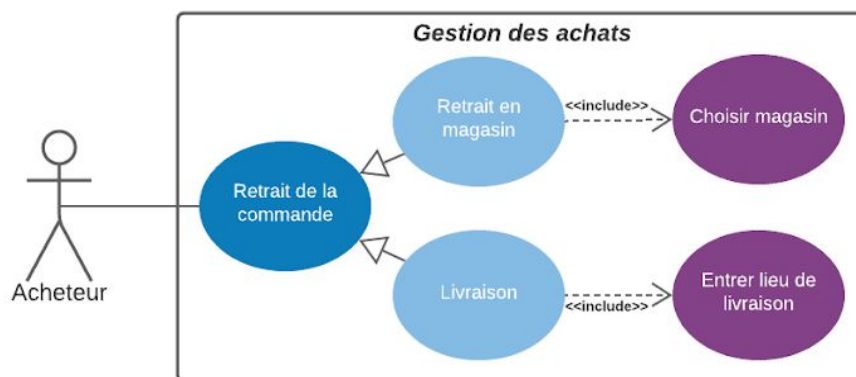 Gestion des achats
Retrait en
magasin
<<include>>
Choisir magasin
Retrait de la
commande
Acheteur
Livraison
<<include>>
Entrer lieu de
livraison